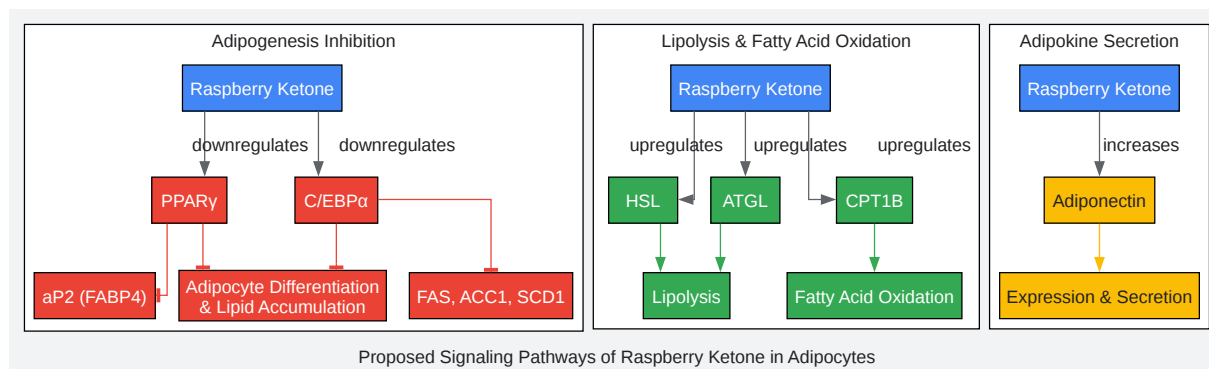 Adipogenesis Inhibition
Raspberry Ketone
downregulates
downregulates
PPARγ
C/EBPα
aP2 (FABP4)
Adipocyte Differentiation
& Lipid Accumulation
FAS, ACC1, SCD1
Lipolysis & Fatty Acid Oxidation
Raspberry Ketone
upregulates
upregulates
upregulates
HSL
ATGL
CPT1B
Lipolysis
Fatty Acid Oxidation
Adipokine Secretion
Raspberry Ketone
increases
Adiponectin
Expression & Secretion
Proposed Signaling Pathways of Raspberry Ketone in Adipocytes